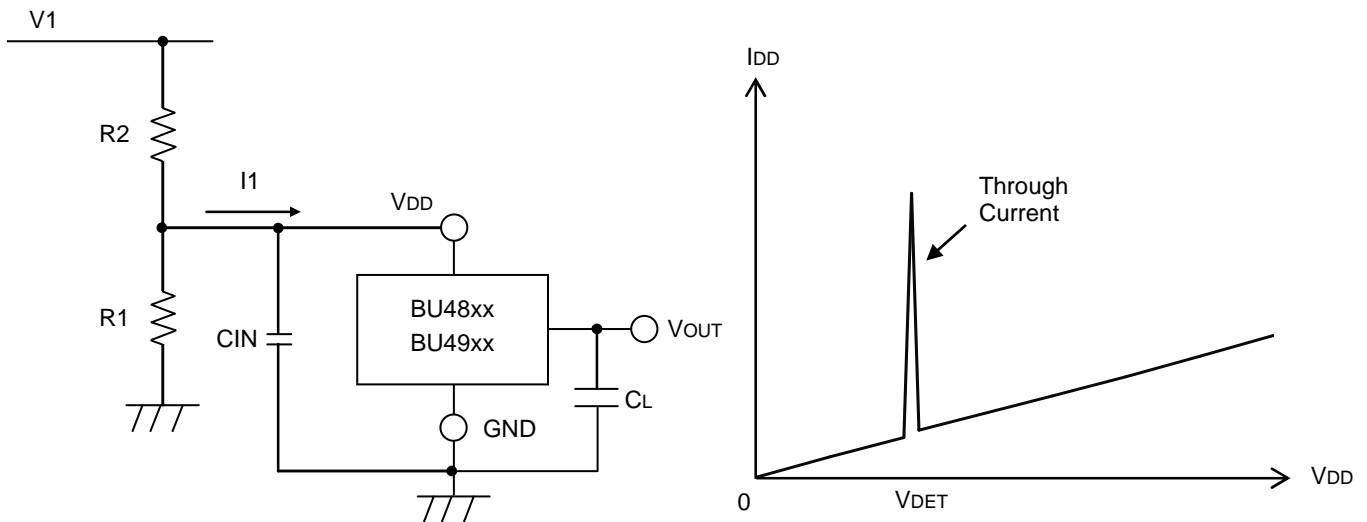 V1
R2
I1
VDD
R1
CIN
BU48xx
BU49xx
VOUT
CL
GND
IDD
Through
Current
0
VDET
VDD